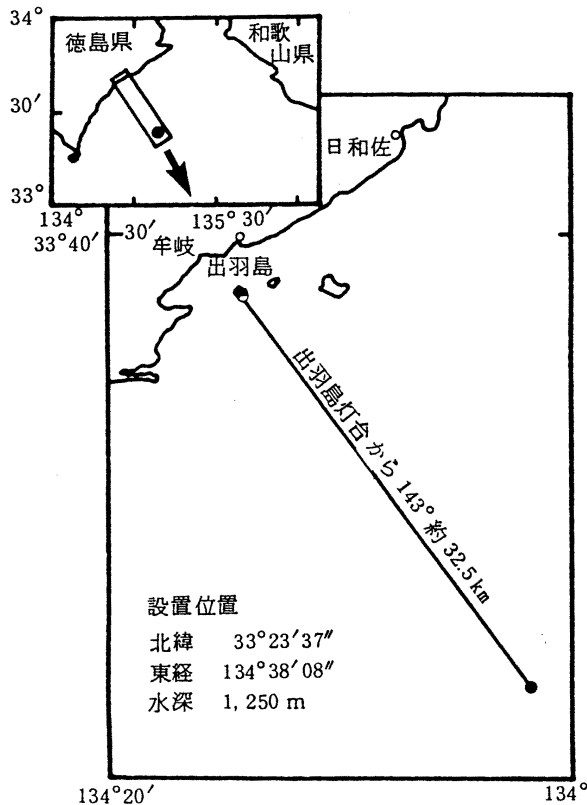 34°
徳島県
和歌
山県
30′
33°
134°
30′
135°
30′
33°40′
日和佐
牟岐
出羽島
出羽島灯台から 143° 約 32.5 km
設置位置
北緯 33°23′37″
東経 134°38′08″
水深 1,250 m
134°20′
134°